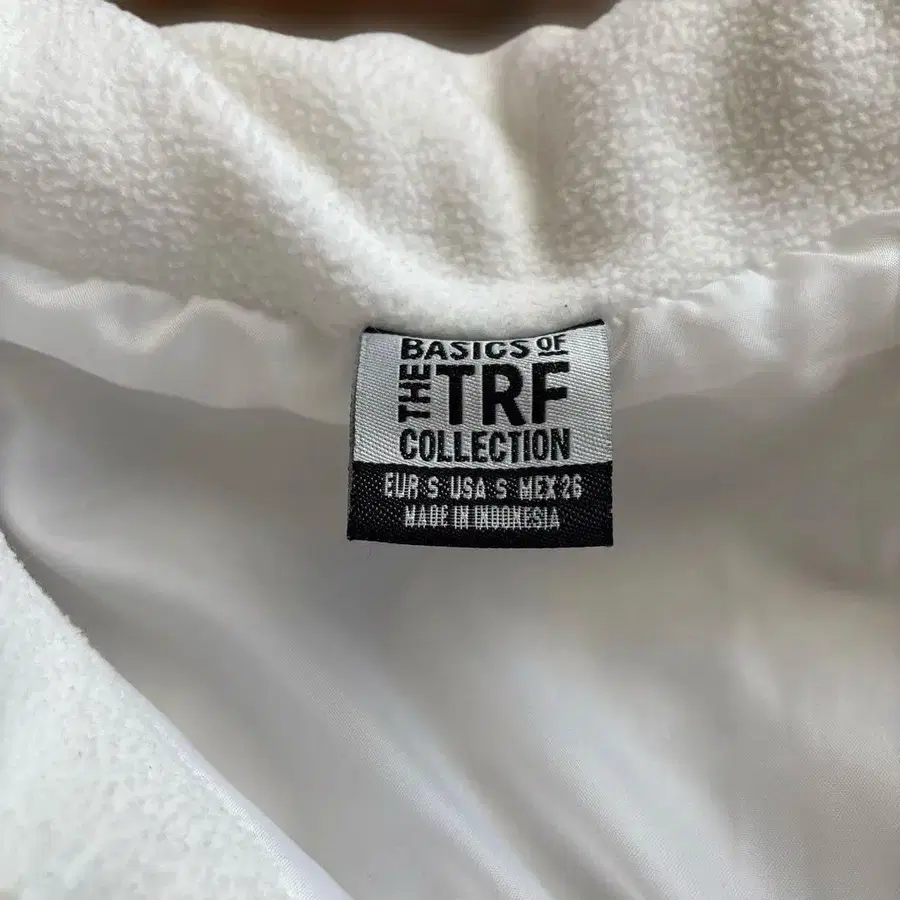 BASICS OF
THE TRF
COLLECTION
EUR S USA S MEX 26
MADE IN INDONESIA